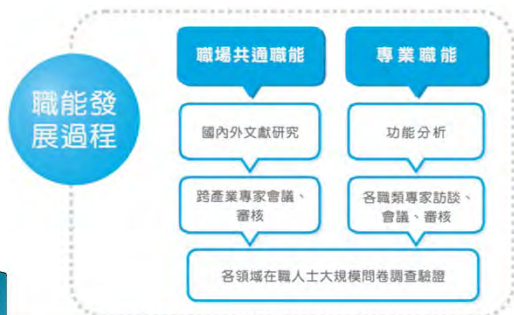 職能發
展過程
職場共通職能
專業職能
國內外文獻研究
功能分析
跨產業專家會議、
審核
各職類專家訪談、
會議、審核
各領域在職人士大規模問卷調查驗證